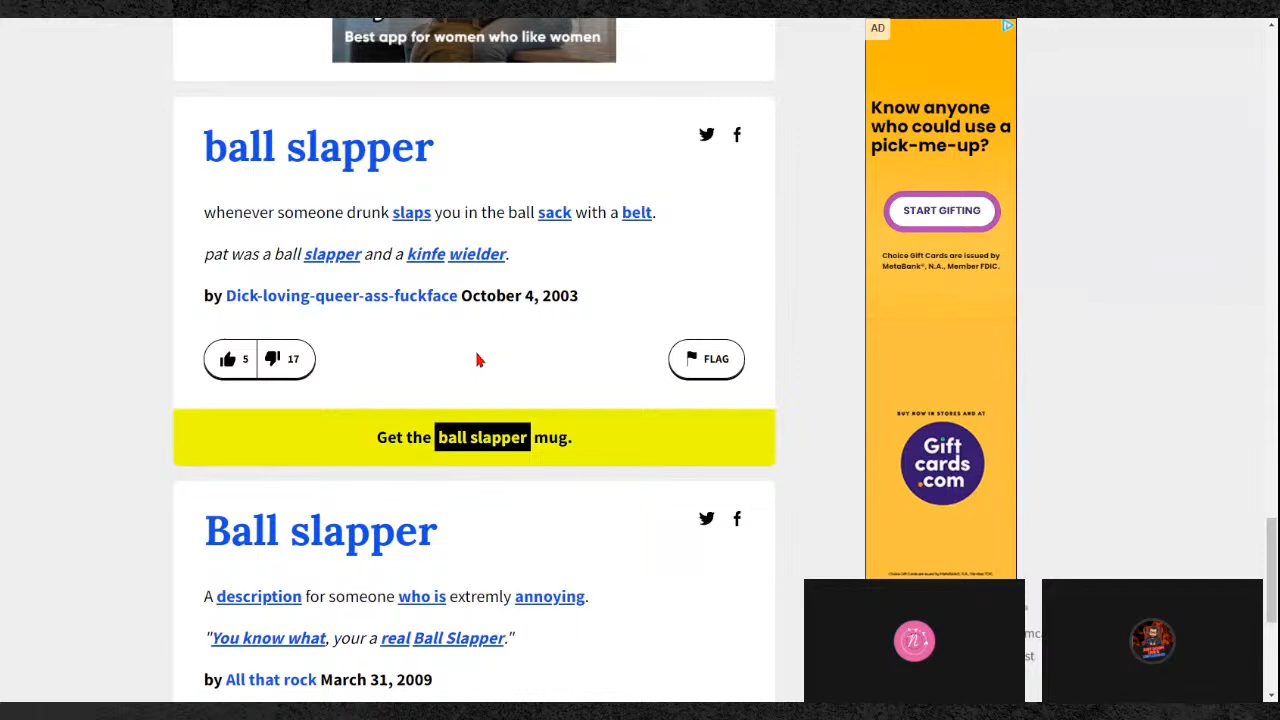 Best app for women who like women
ball slapper
whenever someone drunk slaps you in the ball sack with a belt.
pat was a ball slapper and a kinfe wielder.
by Dick-loving-queer-ass-fuckface October 4, 2003
5 17 FLAG
Get the ball slapper mug.
Ball slapper
A description for someone who is extremly annoying.
"You know what, your a real Ball Slapper."
by All that rock March 31, 2009
AD
Know anyone
who could use a
pick-me-up?
START GIFTING
Choice Gift Cards are issued by
MetaBank®, N.A., Member FDIC.
BUY NOW IN STORES AND AT
Gift
cards
.com